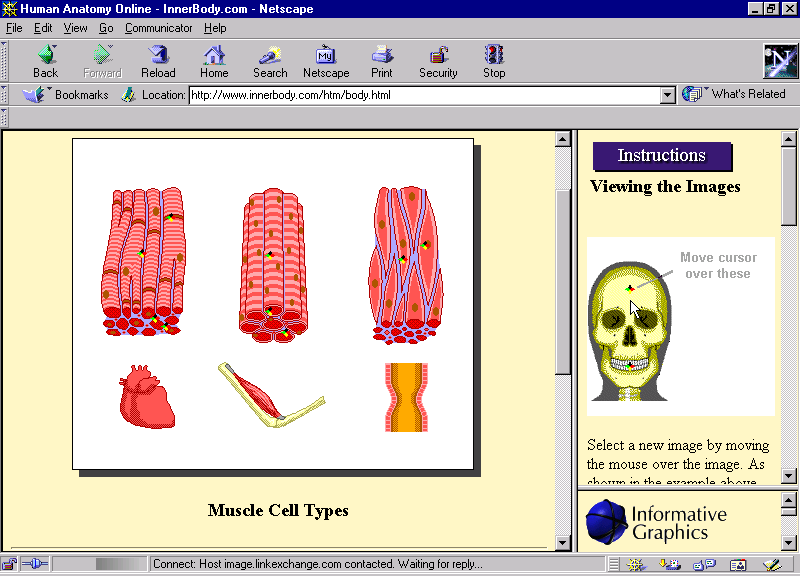 Human Anatomy Online - InnerBody.com - Netscape
File Edit View Go Communicator Help
Back Forward Reload Home Search Netscape Print Security Stop
My
N
Bookmarks Location: http://www.innerbody.com/htm/body.html What's Related
Instructions
Viewing the Images
Move cursor
over these
Select a new image by moving
the mouse over the image. As
shown in the example above
Muscle Cell Types
Informative
Graphics
Connect: Host image.linkexchange.com contacted. Waiting for reply...